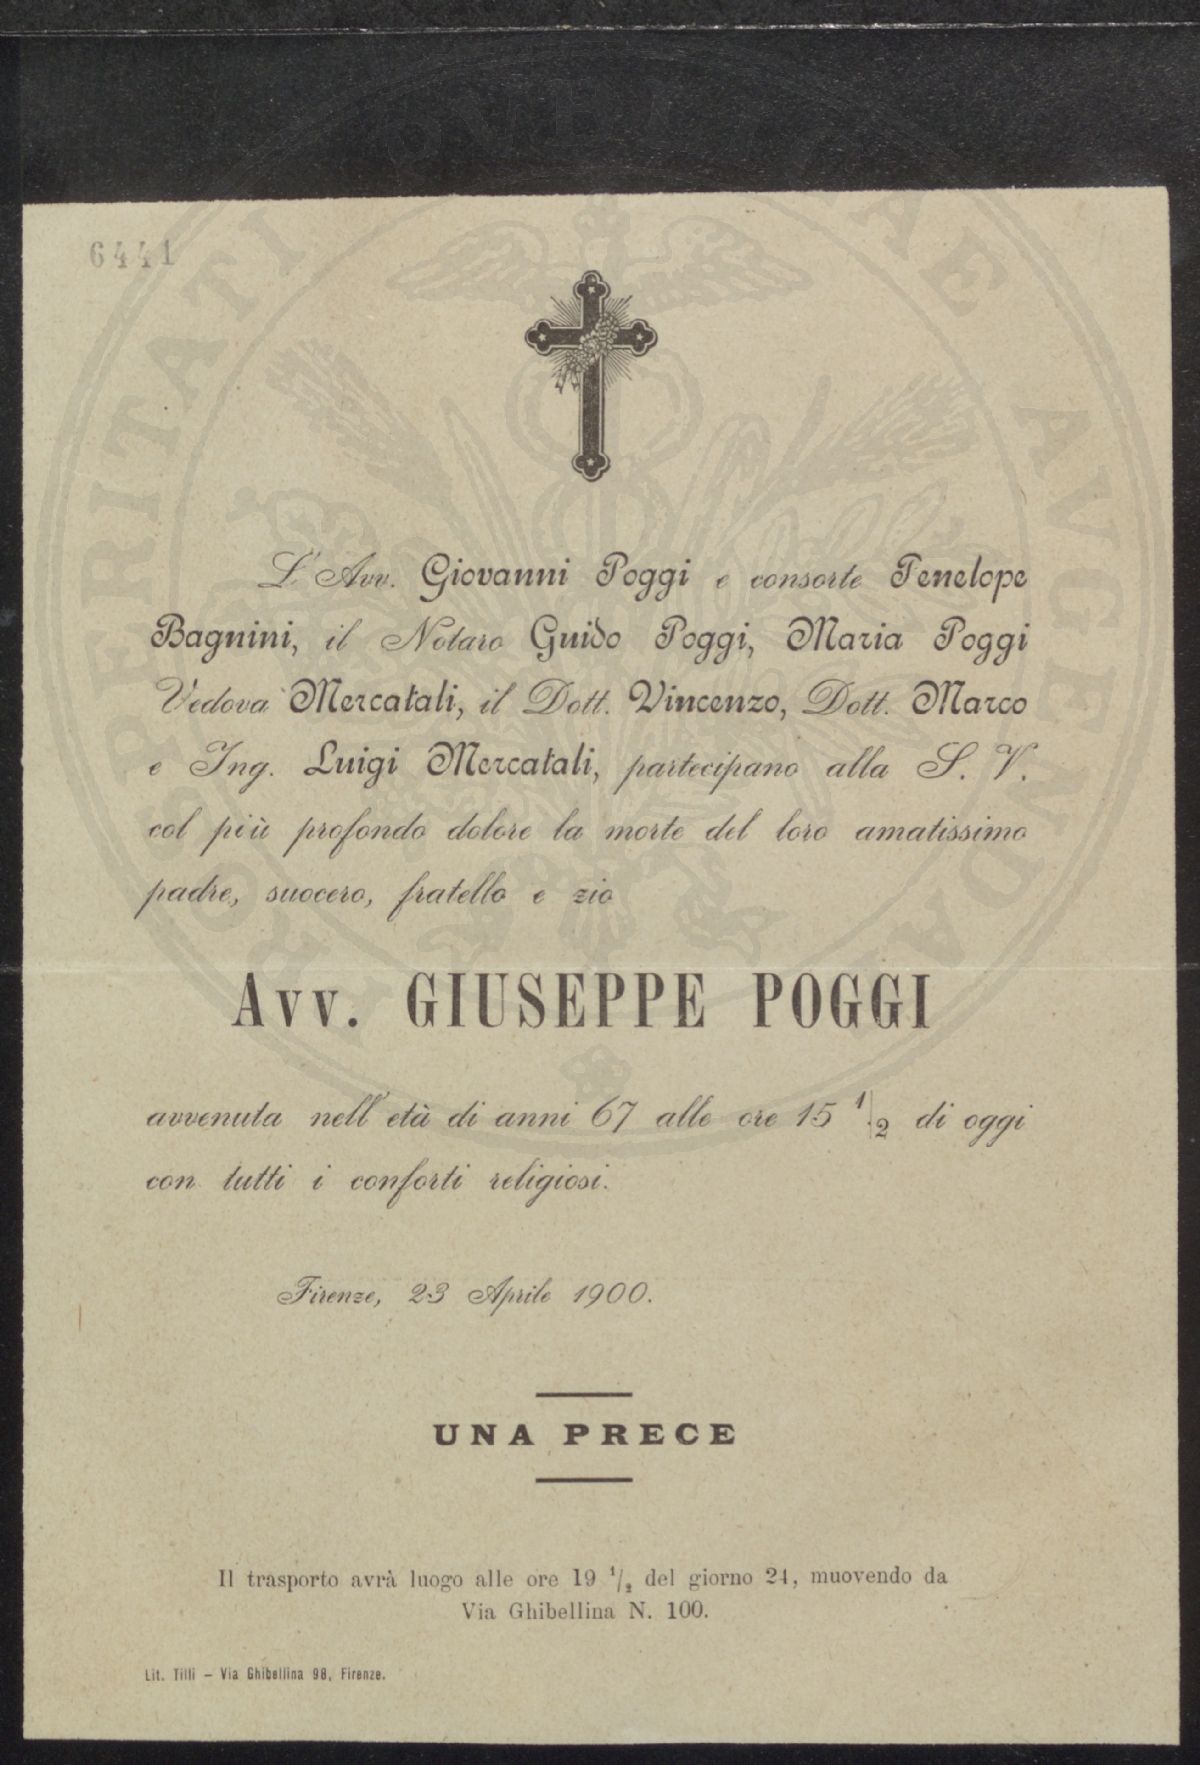 6441
L'Avv. Giovanni Poggi e consorte Penelope
Bagnini, il Notaro Guido Poggi, Maria Poggi
Vedova Mercatali, il Dott. Vincenzo, Dott. Marco
e Ing. Luigi Mercatali, partecipano alla S. V.
col più profondo dolore la morte del loro amatissimo
padre, suocero, fratello e zio
Avv. GIUSEPPE POGGI
avvenuta nell'età di anni 67 alle ore 15 1/2 di oggi
con tutti i conforti religiosi.
Firenze, 23 Aprile 1900.
UNA PRECE
Il trasporto avrà luogo alle ore 19 1/2 del giorno 24, muovendo da
Via Ghibellina N. 100.
Lit. Tilli – Via Ghibellina 98, Firenze.